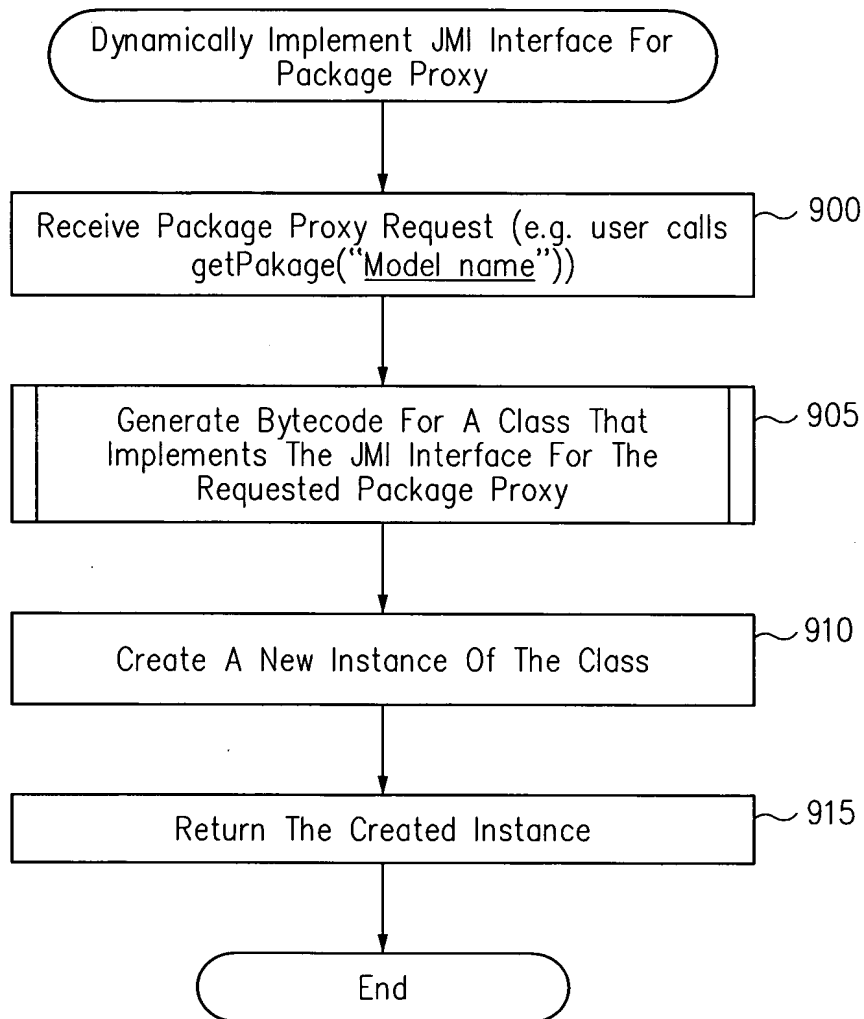 Dynamically Implement JMI Interface For
Package Proxy
Receive Package Proxy Request (e.g. user calls
getPakage("Model name"))
900
Generate Bytecode For A Class That
Implements The JMI Interface For The
Requested Package Proxy
905
Create A New Instance Of The Class
910
Return The Created Instance
915
End